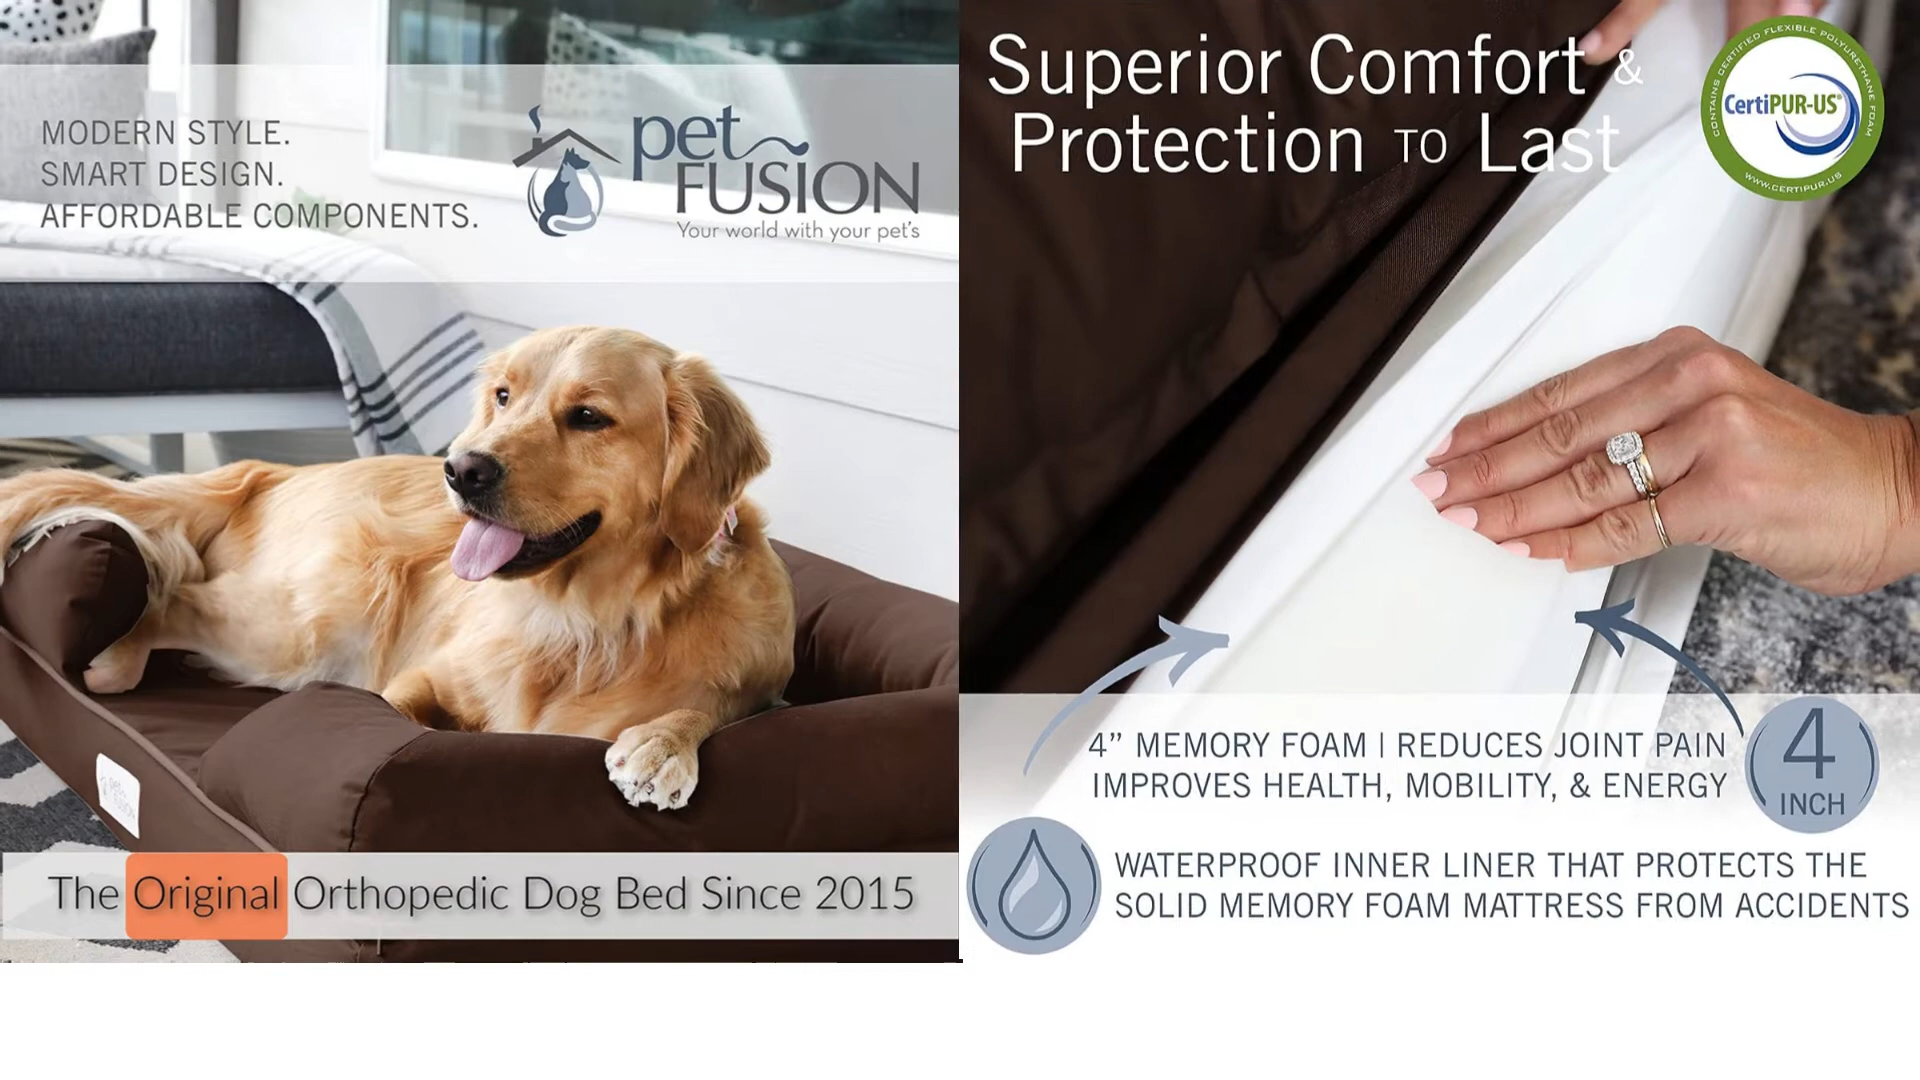 MODERN STYLE.
SMART DESIGN.
AFFORDABLE COMPONENTS.
pet
FUSION
Your world with your pet's
pet
FUSION
The Original Orthopedic Dog Bed Since 2015
Superior Comfort &
Protection TO Last
CONTAINS CERTIFIED FLEXIBLE POLYURETHANE FOAM
CertiPUR-US®
WWW.CERTIPUR.US
4” MEMORY FOAM | REDUCES JOINT PAIN
IMPROVES HEALTH, MOBILITY, & ENERGY
4
INCH
WATERPROOF INNER LINER THAT PROTECTS THE
SOLID MEMORY FOAM MATTRESS FROM ACCIDENTS